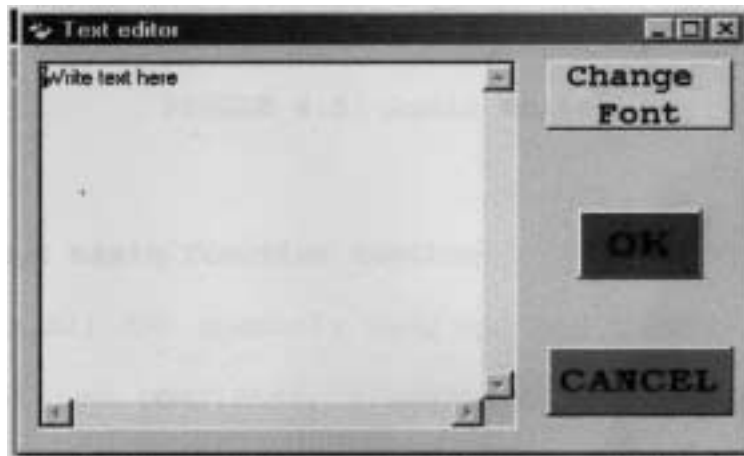 Text editor
Write text here
Change
Font
OK
CANCEL